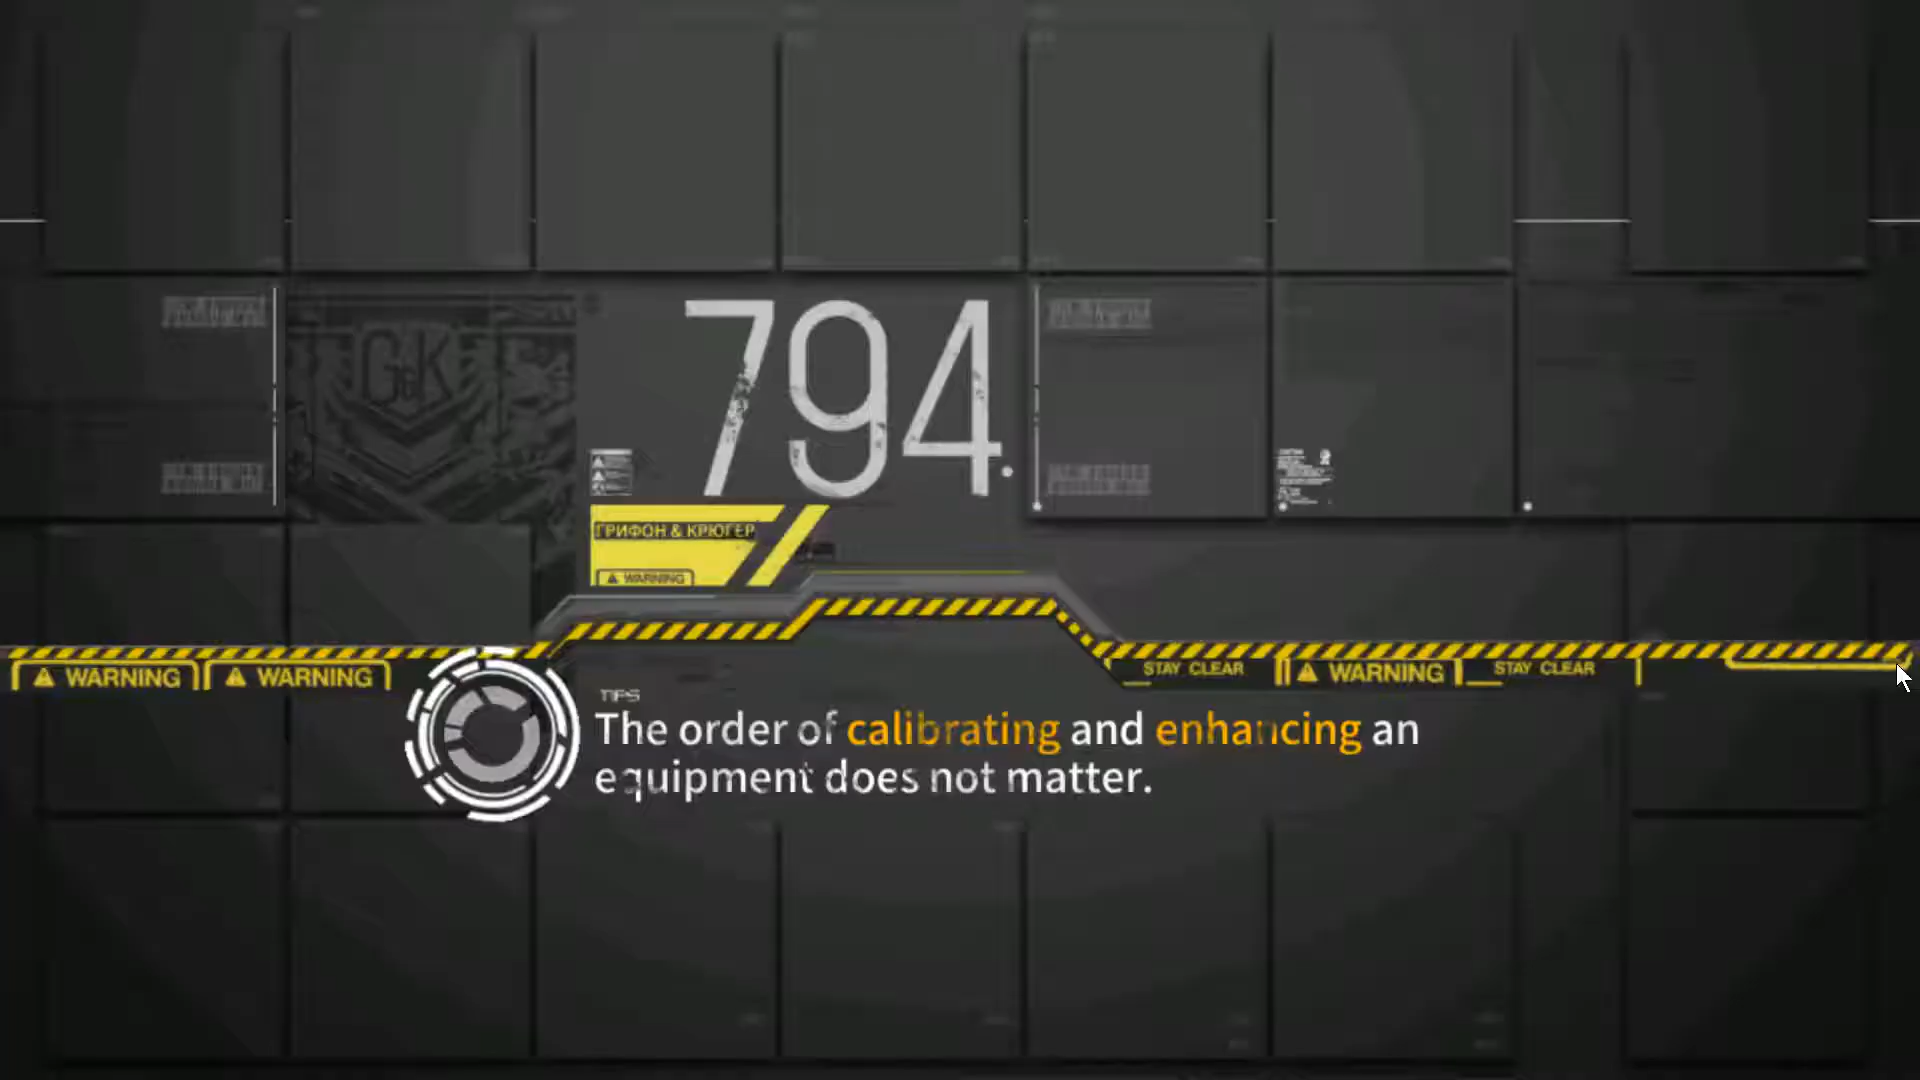 G&K
794.
ГРИФОН & КРЮГЕР
WARNING
WARNING
WARNING
STAY CLEAR
WARNING
STAY CLEAR
TIPS
The order of calibrating and enhancing an
equipment does not matter.